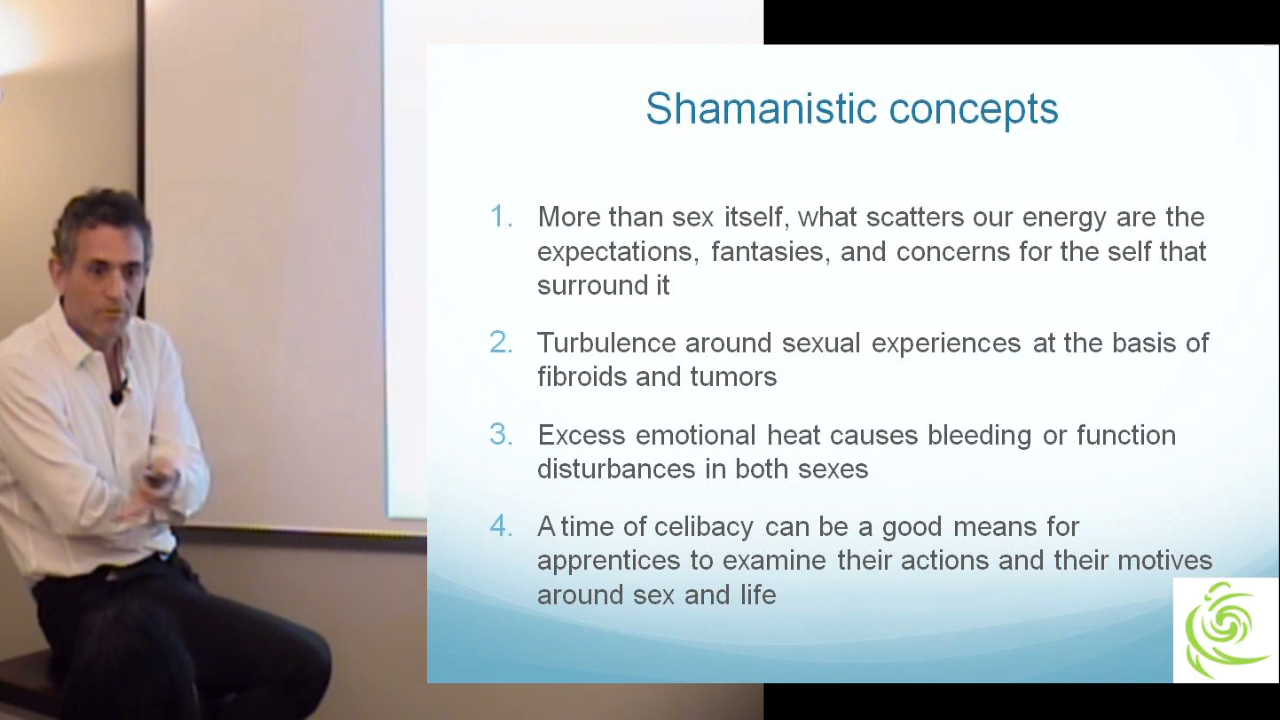 Shamanistic concepts
1. More than sex itself, what scatters our energy are the
expectations, fantasies, and concerns for the self that
surround it
2. Turbulence around sexual experiences at the basis of
fibroids and tumors
3. Excess emotional heat causes bleeding or function
disturbances in both sexes
4. A time of celibacy can be a good means for
apprentices to examine their actions and their motives
around sex and life